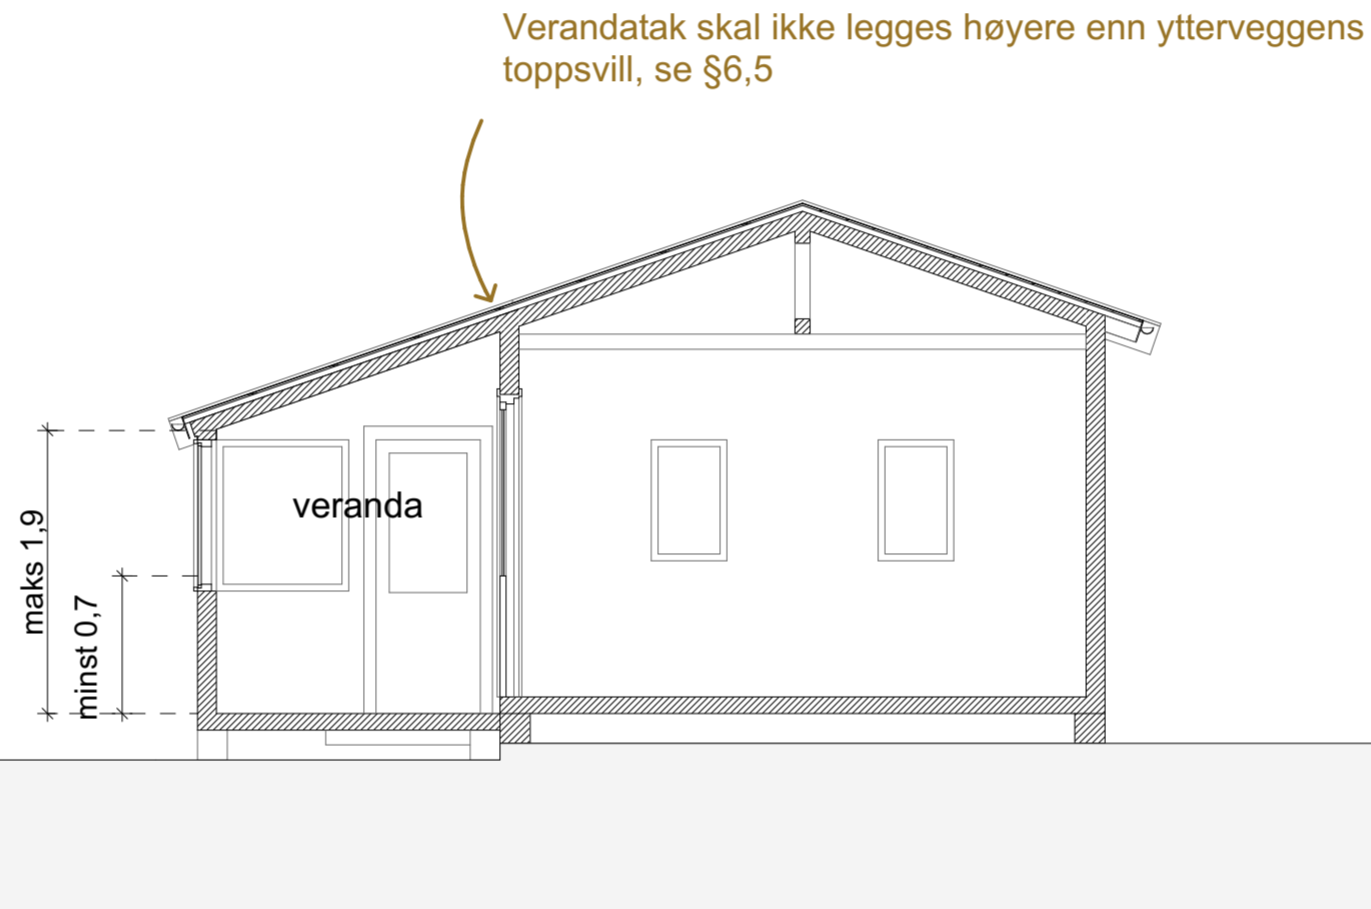 Verandatak skal ikke legges høyere enn ytterveggens
toppsvill, se §6,5
veranda
maks 1,9
minst 0,7